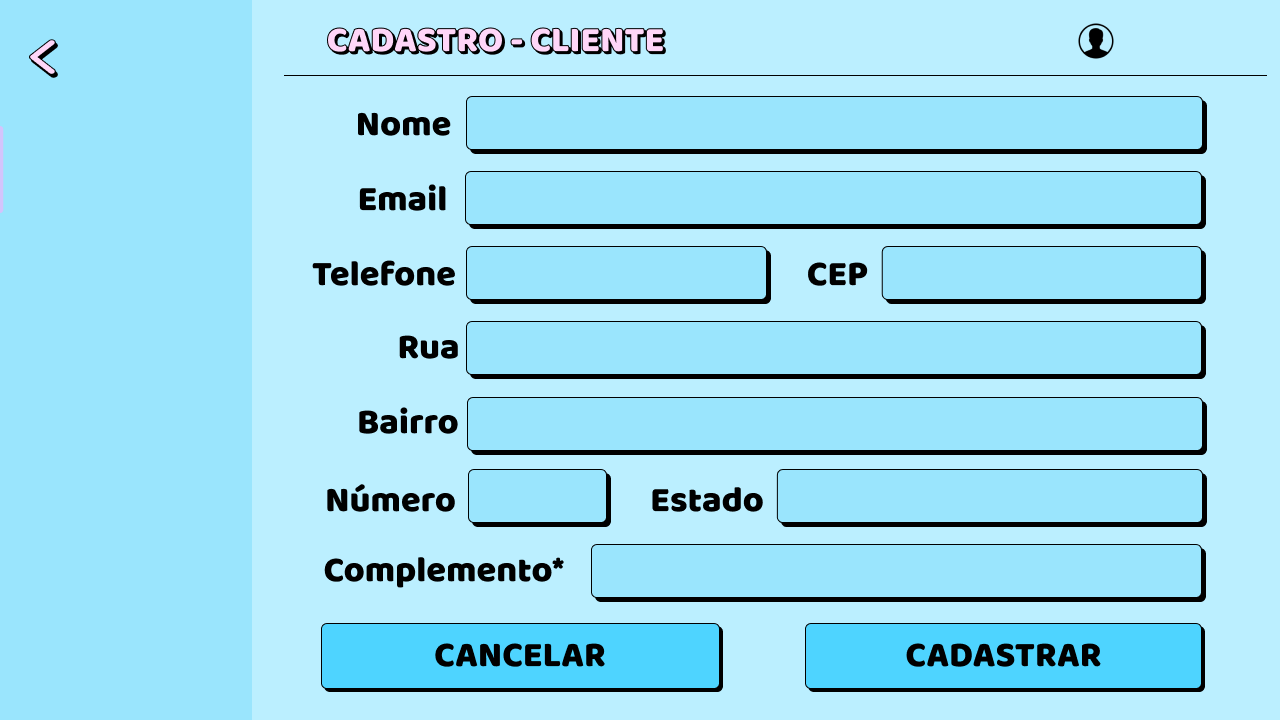 CADASTRO - CLIENTE
Nome
Email
Telefone CEP
Rua
Bairro
Número Estado
Complemento*
CANCELAR CADASTRAR